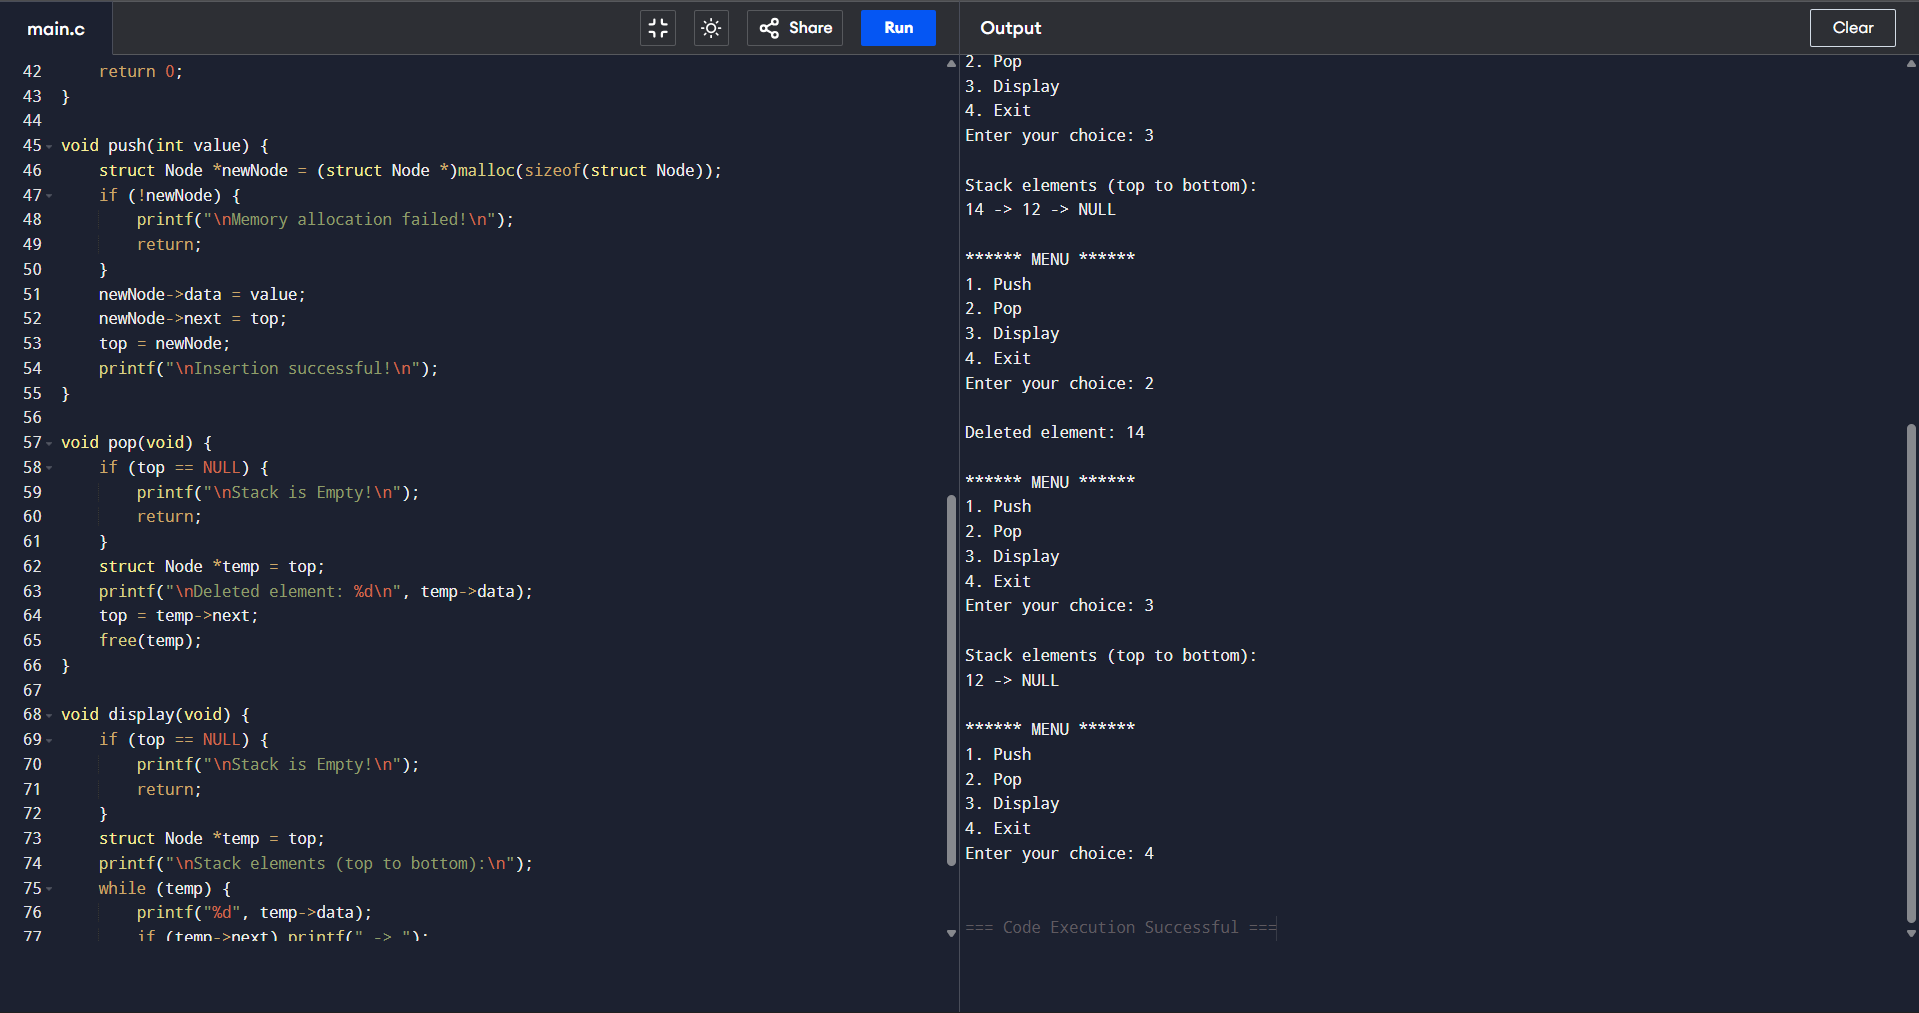 main.c
Share
Run
42     return 0;
43 }
44
45 void push(int value) {
46     struct Node *newNode = (struct Node *)malloc(sizeof(struct Node));
47     if (!newNode) {
48         printf("\nMemory allocation failed!\n");
49         return;
50     }
51     newNode->data = value;
52     newNode->next = top;
53     top = newNode;
54     printf("\nInsertion successful!\n");
55 }
56
57 void pop(void) {
58     if (top == NULL) {
59         printf("\nStack is Empty!\n");
60         return;
61     }
62     struct Node *temp = top;
63     printf("\nDeleted element: %d\n", temp->data);
64     top = temp->next;
65     free(temp);
66 }
67
68 void display(void) {
69     if (top == NULL) {
70         printf("\nStack is Empty!\n");
71         return;
72     }
73     struct Node *temp = top;
74     printf("\nStack elements (top to bottom):\n");
75     while (temp) {
76         printf("%d", temp->data);
77         if (temp->next) printf(" -> ");
Output
Clear
2. Pop
3. Display
4. Exit
Enter your choice: 3
Stack elements (top to bottom):
14 -> 12 -> NULL
****** MENU ******
1. Push
2. Pop
3. Display
4. Exit
Enter your choice: 2
Deleted element: 14
****** MENU ******
1. Push
2. Pop
3. Display
4. Exit
Enter your choice: 3
Stack elements (top to bottom):
12 -> NULL
****** MENU ******
1. Push
2. Pop
3. Display
4. Exit
Enter your choice: 4
=== Code Execution Successful ===